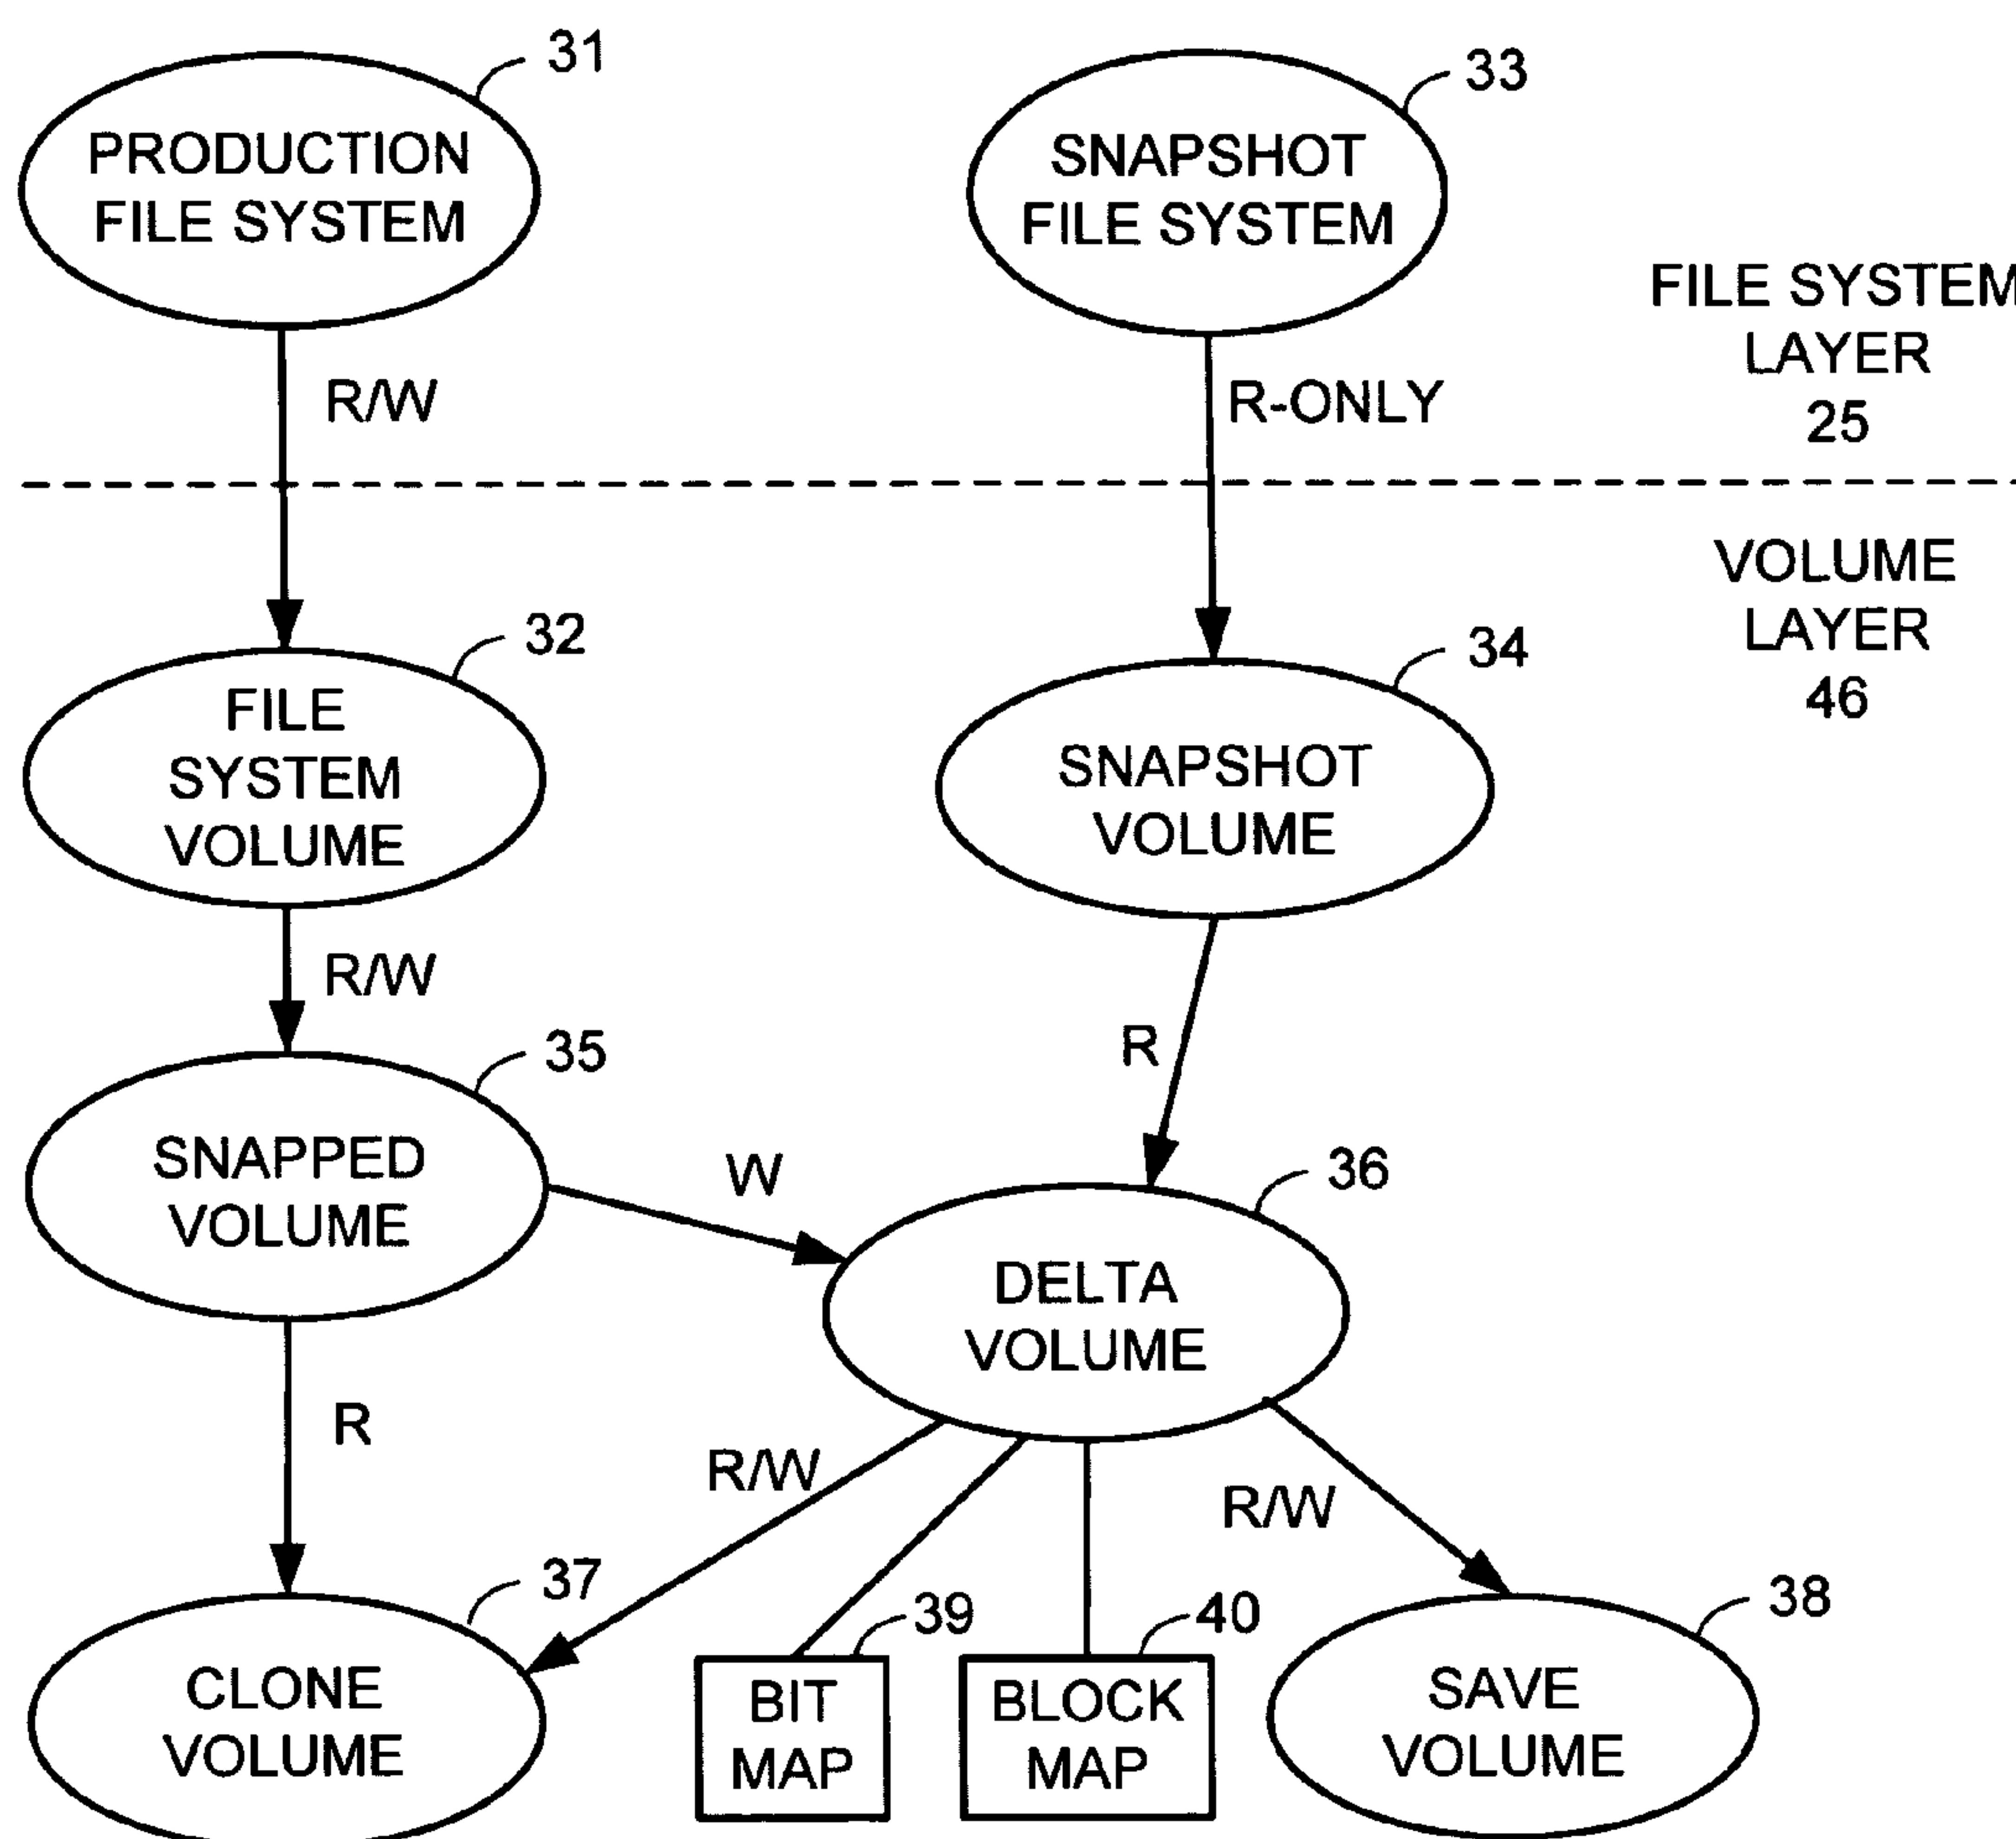 31
PRODUCTION
FILE SYSTEM
33
SNAPSHOT
FILE SYSTEM
FILE SYSTEM
LAYER
25
R/W
R-ONLY
VOLUME
LAYER
46
32
FILE
SYSTEM
VOLUME
34
SNAPSHOT
VOLUME
R/W
R
35
SNAPPED
VOLUME
W
36
DELTA
VOLUME
R
R/W
R/W
37
CLONE
VOLUME
39
BIT
MAP
40
BLOCK
MAP
38
SAVE
VOLUME